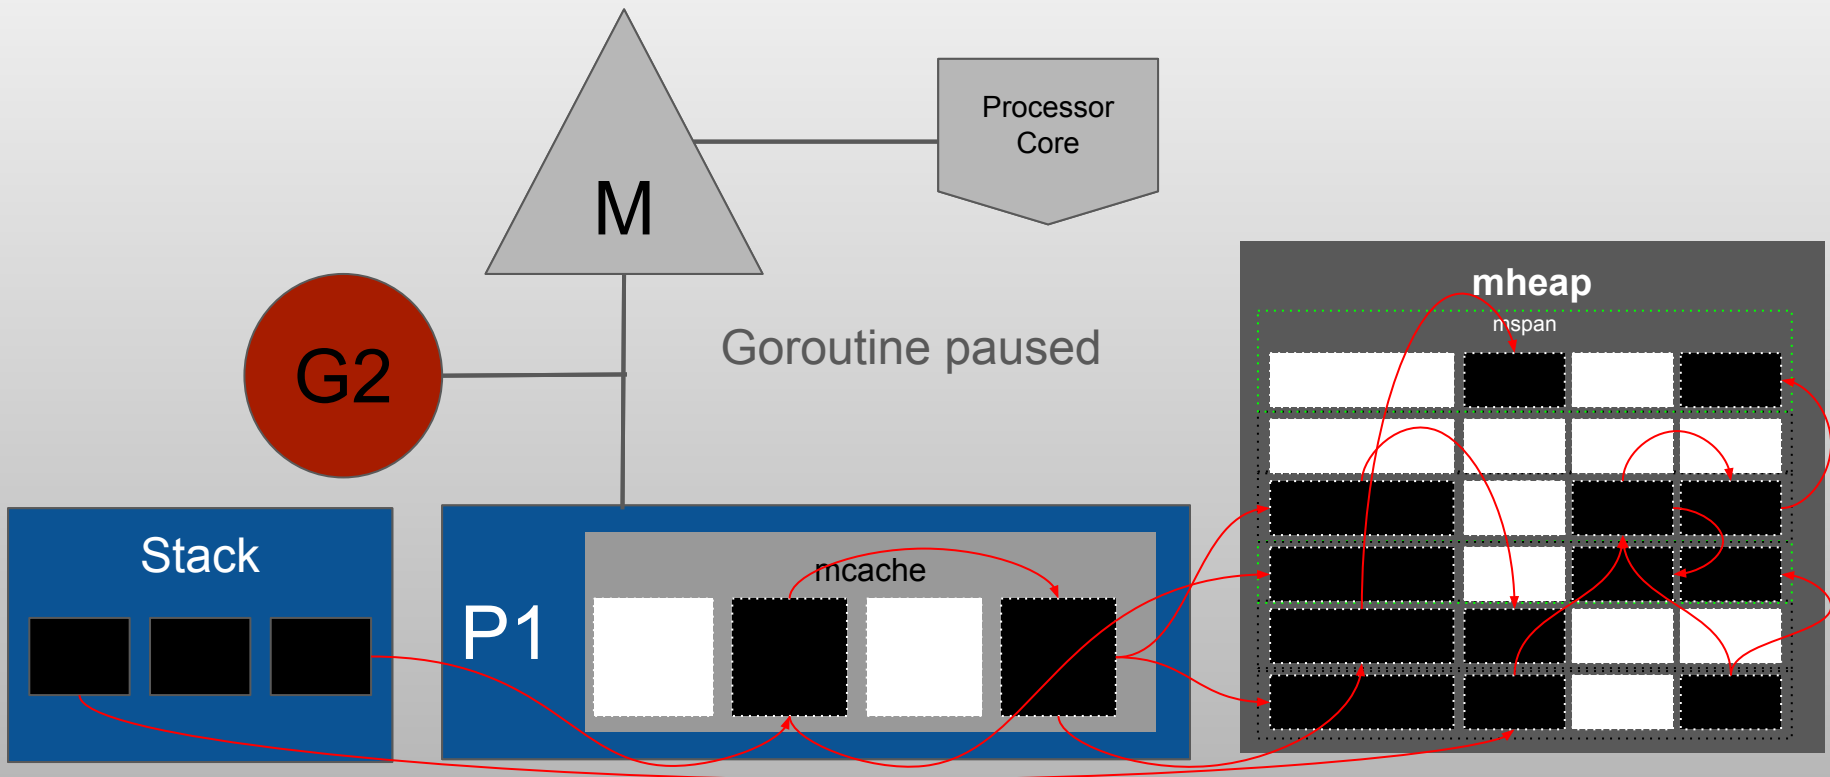 Processor
Core
M
mheap
mspan
G2
Goroutine paused
Stack
mcache
P1